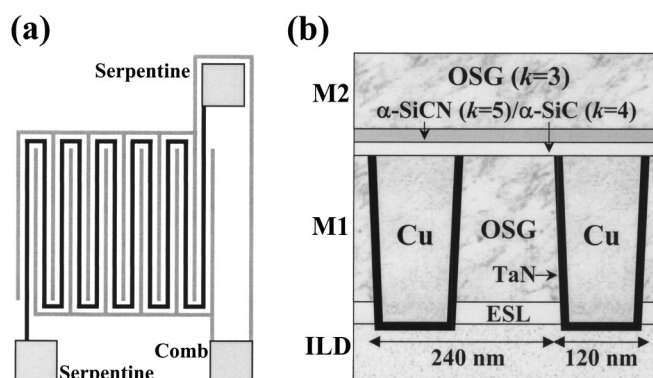 (a)
Serpentine
Comb
Serpentine
(b)
M2
OSG (k=3)
α-SiCN (k=5)/α-SiC (k=4)
M1
Cu
OSG
Cu
TaN
ESL
ILD
240 nm
120 nm